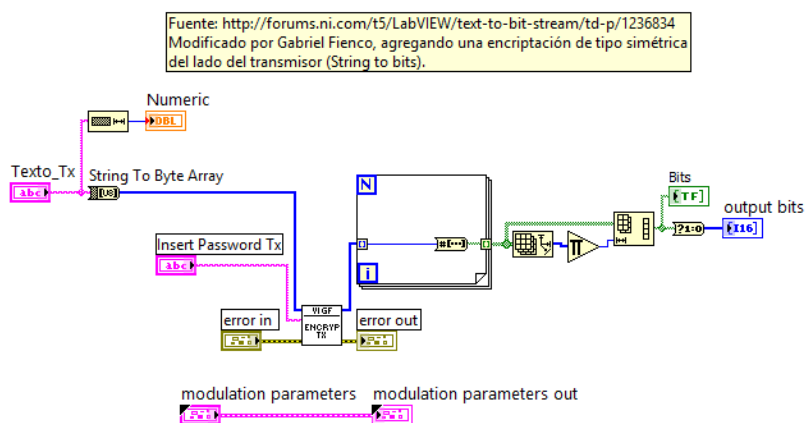 Fuente: http://forums.ni.com/t5/LabVIEW/text-to-bit-stream/td-p/1236834
Modificado por Gabriel Fienco, agregando una encriptación de tipo simétrica
del lado del transmisor (String to bits).
Numeric
DBL
Texto_Tx
String To Byte Array
abc
[U8]
N
Bits
TF
output bits
#[...]
?1:0
I16
Insert Password Tx
abc
i
VIGF
ENCRYP
TX
error in
error out
modulation parameters
modulation parameters out